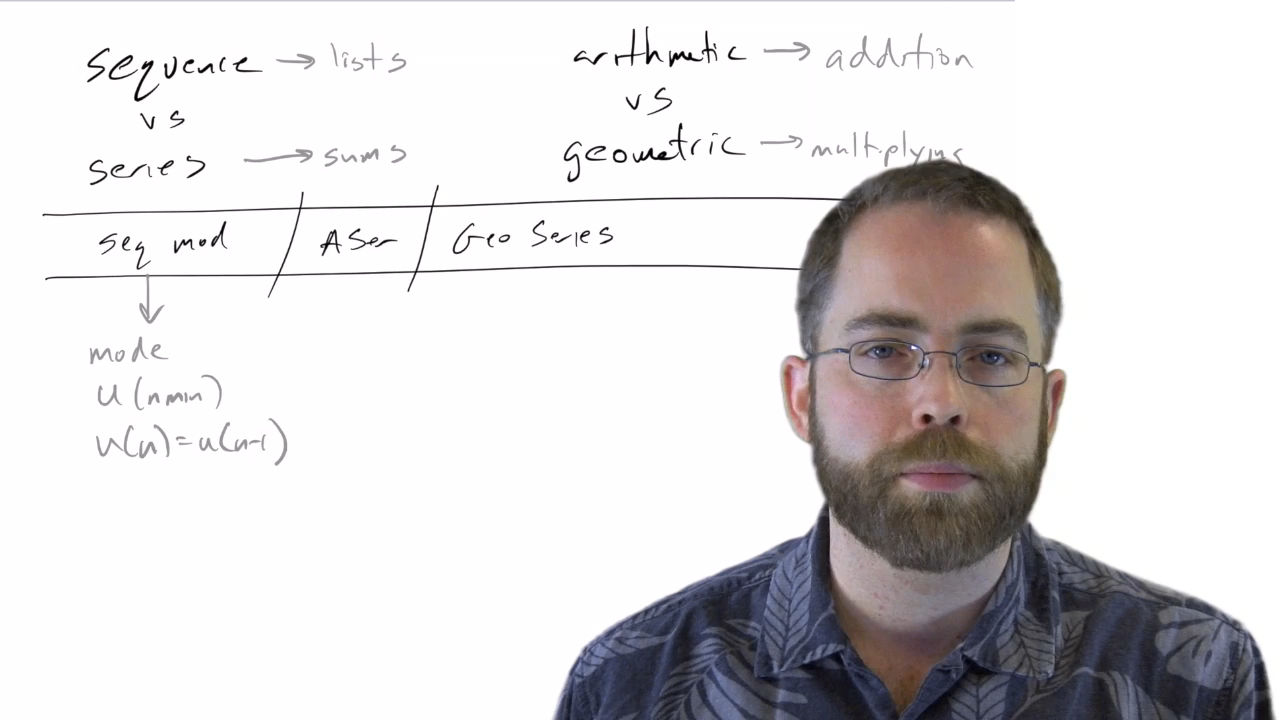 sequence → lists
vs
series → sums
arithmetic → addition
vs
geometric → multiplying
seq mod / A Ser / Geo Series
mode
u(nmin)
u(n)=u(n-1)